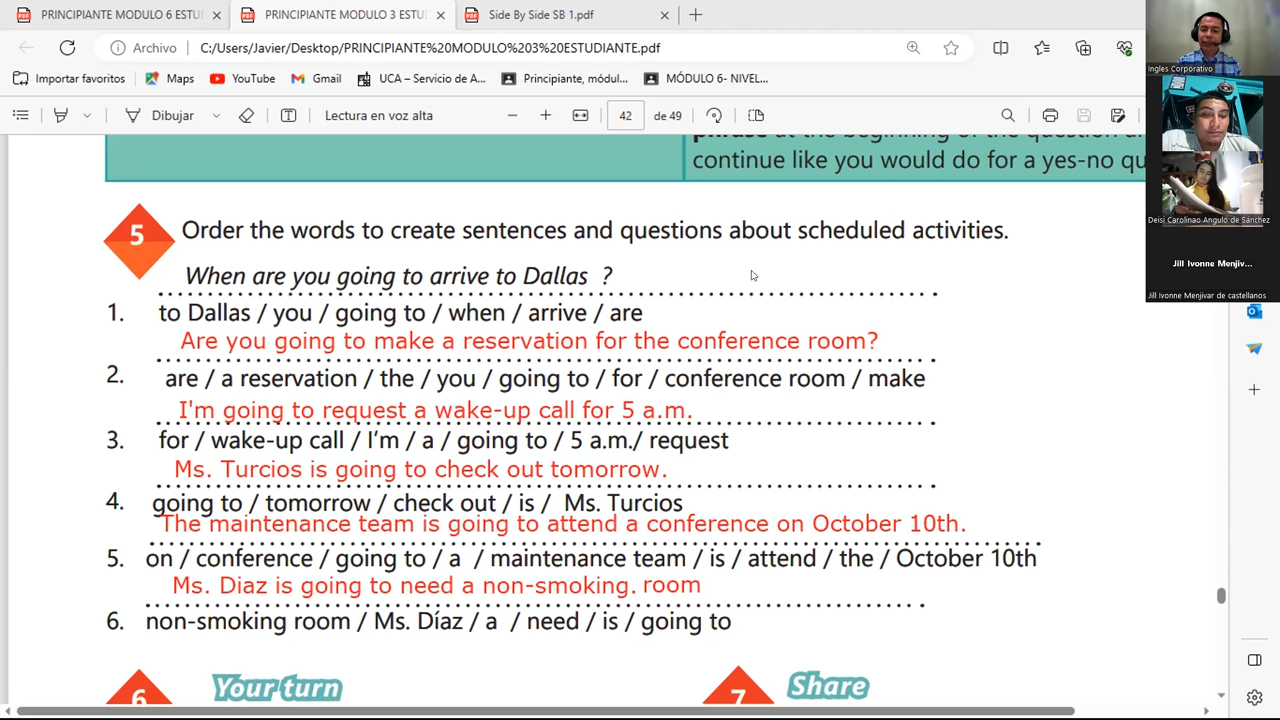 PRINCIPIANTE MODULO 6 ESTUD
PRINCIPIANTE MODULO 3 ESTUD
Side By Side SB 1.pdf
Archivo
C:/Users/Javier/Desktop/PRINCIPIANTE%20MODULO%203%20ESTUDIANTE.pdf
Importar favoritos
Maps
YouTube
Gmail
UCA – Servicio de A...
Principiante, módul...
MÓDULO 6- NIVEL...
Dibujar
Lectura en voz alta
42
de 49
Ingles Corporativo
Deisi Carolinao Angulo de Sánchez
Jill Ivonne Menjiv...
Jill Ivonne Menjivar de castellanos
phrase at the beginning of the question
continue like you would do for a yes-no qu
5
Order the words to create sentences and questions about scheduled activities.
When are you going to arrive to Dallas ?
1. to Dallas / you / going to / when / arrive / are
Are you going to make a reservation for the conference room?
2. are / a reservation / the / you / going to / for / conference room / make
I'm going to request a wake-up call for 5 a.m.
3. for / wake-up call / I'm / a / going to / 5 a.m./ request
Ms. Turcios is going to check out tomorrow.
4. going to / tomorrow / check out / is / Ms. Turcios
The maintenance team is going to attend a conference on October 10th.
5. on / conference / going to / a / maintenance team / is / attend / the / October 10th
Ms. Diaz is going to need a non-smoking. room
6. non-smoking room / Ms. Díaz / a / need / is / going to
6
Your turn
7
Share